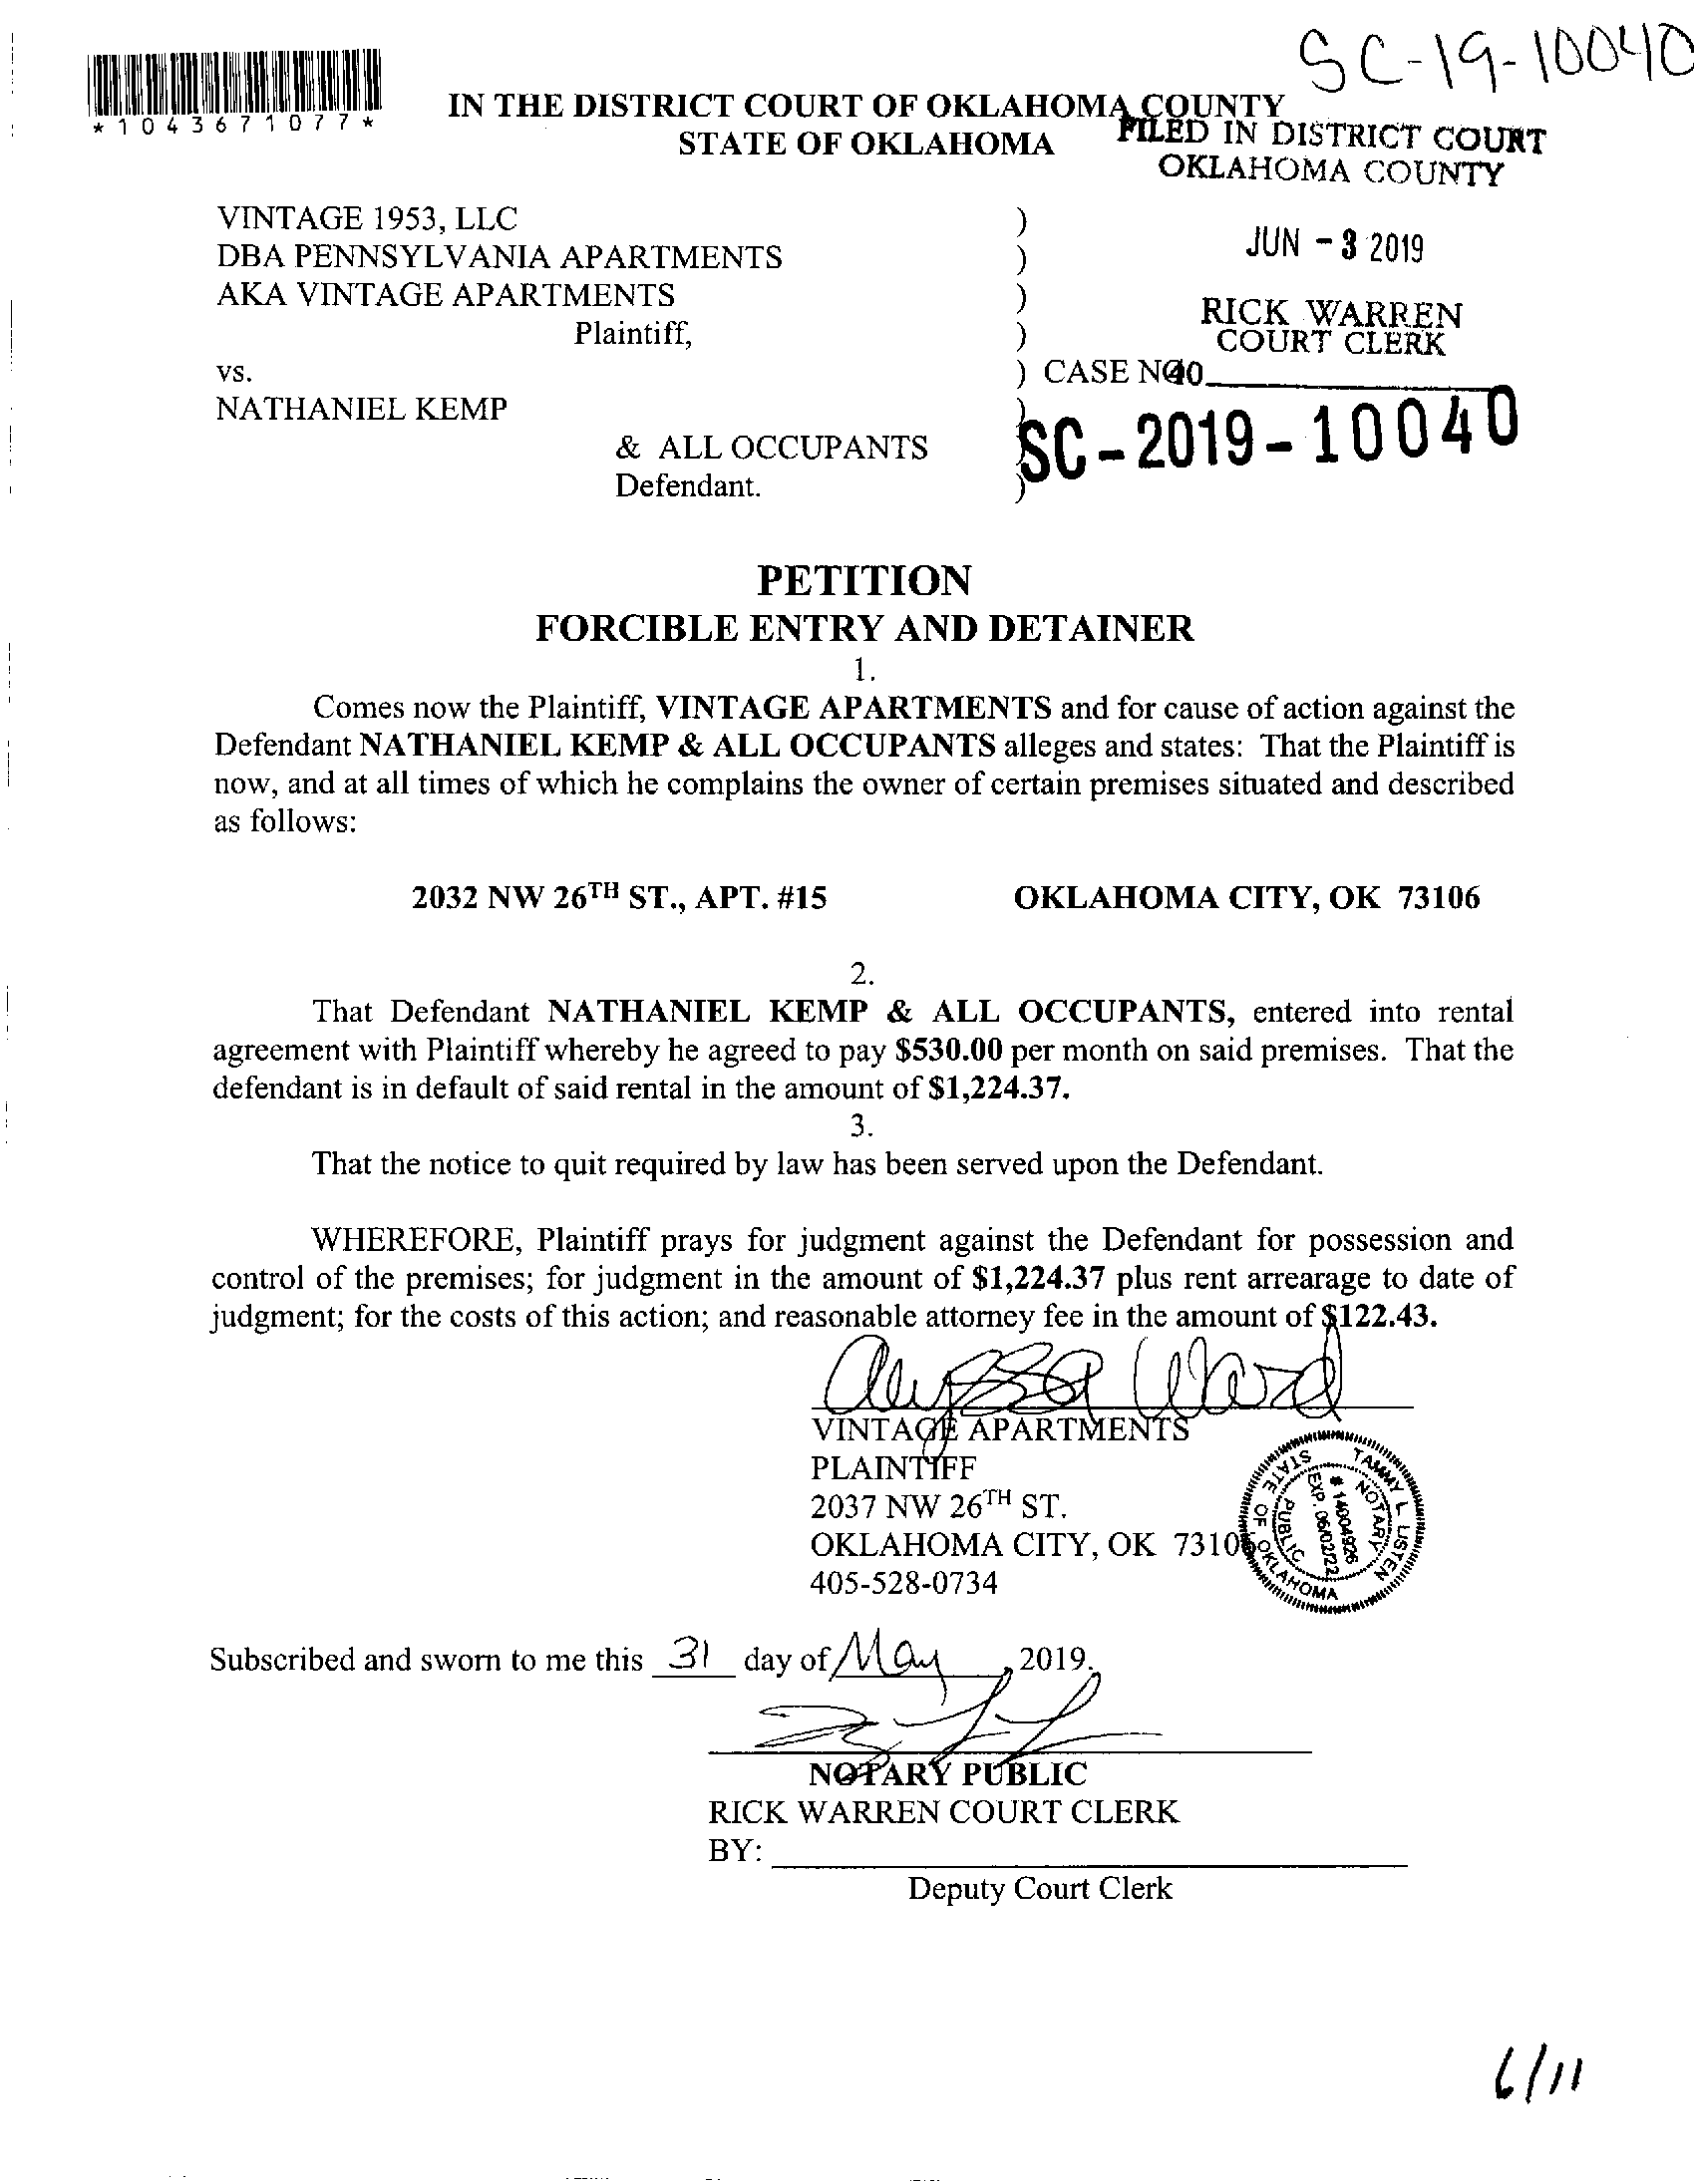 SC-19-10040
*1043671077*
IN THE DISTRICT COURT OF OKLAHOMA COUNTY
STATE OF OKLAHOMA
FILED IN DISTRICT COURT
OKLAHOMA COUNTY
JUN - 3 2019
RICK WARREN
COURT CLERK
VINTAGE 1953, LLC )
DBA PENNSYLVANIA APARTMENTS )
AKA VINTAGE APARTMENTS )
Plaintiff, )
vs. ) CASE NO.
40
NATHANIEL KEMP )
& ALL OCCUPANTS )
SC-2019-10040
Defendant. )
PETITION
FORCIBLE ENTRY AND DETAINER
1.
Comes now the Plaintiff, VINTAGE APARTMENTS and for cause of action against the
Defendant NATHANIEL KEMP & ALL OCCUPANTS alleges and states: That the Plaintiff is
now, and at all times of which he complains the owner of certain premises situated and described
as follows:
2032 NW 26TH ST., APT. #15 OKLAHOMA CITY, OK 73106
2.
That Defendant NATHANIEL KEMP & ALL OCCUPANTS, entered into rental
agreement with Plaintiff whereby he agreed to pay $530.00 per month on said premises. That the
defendant is in default of said rental in the amount of $1,224.37.
3.
That the notice to quit required by law has been served upon the Defendant.
WHEREFORE, Plaintiff prays for judgment against the Defendant for possession and
control of the premises; for judgment in the amount of $1,224.37 plus rent arrearage to date of
judgment; for the costs of this action; and reasonable attorney fee in the amount of $122.43.
Alyssa Ward
VINTAGE APARTMENTS
PLAINTIFF
2037 NW 26TH ST.
OKLAHOMA CITY, OK 73106
405-528-0734
TAMMY L. LISTEN
NOTARY PUBLIC
# 14004926
EXP. 06/02/22
STATE OF OKLAHOMA
Subscribed and sworn to me this 31 day of May, 2019.
NOTARY PUBLIC
RICK WARREN COURT CLERK
BY:
Deputy Court Clerk
6/11